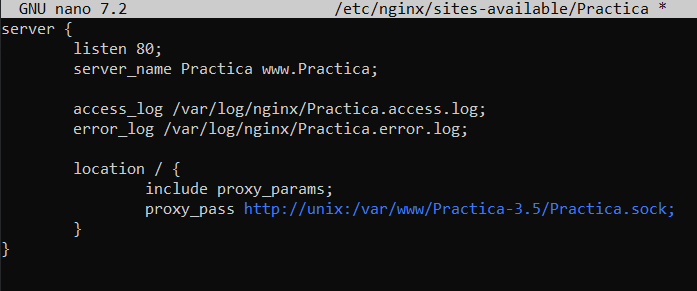 GNU nano 7.2 /etc/nginx/sites-available/Practica *
server {
listen 80;
server_name Practica www.Practica;
access_log /var/log/nginx/Practica.access.log;
error_log /var/log/nginx/Practica.error.log;
location / {
include proxy_params;
proxy_pass http://unix:/var/www/Practica-3.5/Practica.sock;
}
}